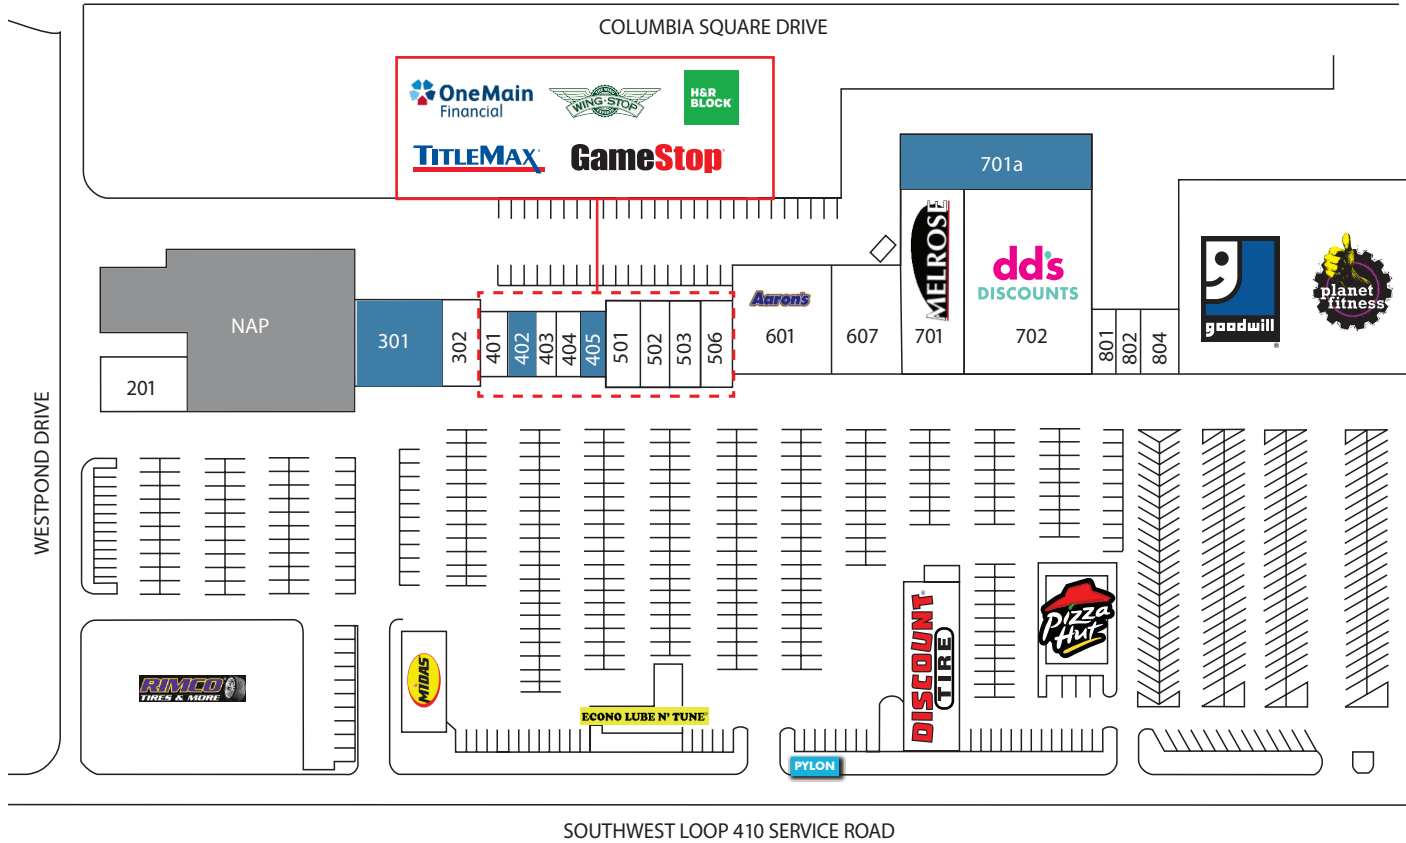 COLUMBIA SQUARE DRIVE
OneMain
Financial
WING·STOP
H&R
BLOCK
TITLEMAX
GameStop
701a
MELROSE
dd's
DISCOUNTS
goodwill
planet
fitness
Aaron's
NAP
301
302
401
402
403
404
405
501
502
503
506
601
607
701
702
801
802
804
201
WESTPOND DRIVE
RIMCO
TIRES & MORE
MIDAS
ECONO LUBE N' TUNE
DISCOUNT
TIRE
Pizza
Hut
PYLON
SOUTHWEST LOOP 410 SERVICE ROAD